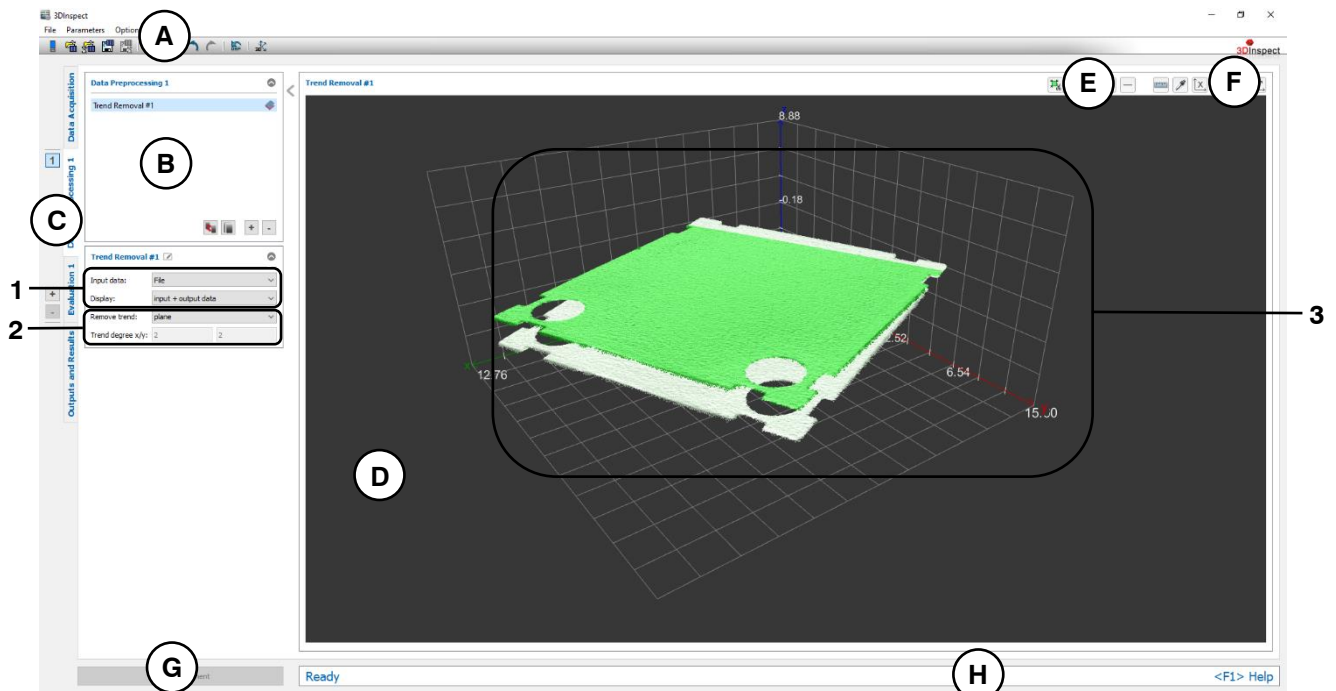 3DInspect
File Parameters
A
3DInspect
Data Acquisition
Data Preprocessing 1
Trend Removal #1
B
1
C
+ -
Trend Removal #1
Input data: File
Display: input + output data
1
Remove trend: plane
2
Trend degree x/y: 2 2
Evaluation 1
+
-
Outputs and Results
Trend Removal #1
E
F
8.88
-0.18
12.76
2.52
6.54
15.
3
D
G
Ready
H
<F1> Help